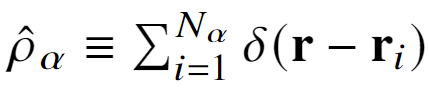 ρ̂_α ≡ ∑_{i=1}^{N_α} δ(𝐫 − 𝐫_i)